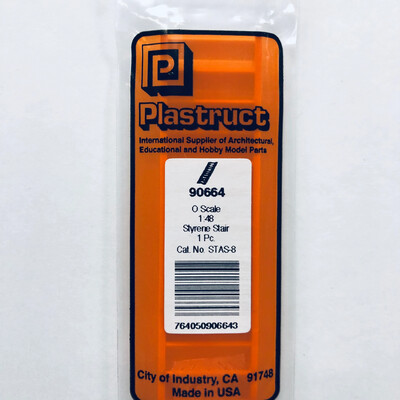 P
Plastruct
International Supplier of Architectural,
Educational and Hobby Model Parts
90664
O Scale
1:48
Styrene Stair
1 Pc.
Cat. No. STAS-8
764050906643
City of Industry, CA 91748
Made in USA